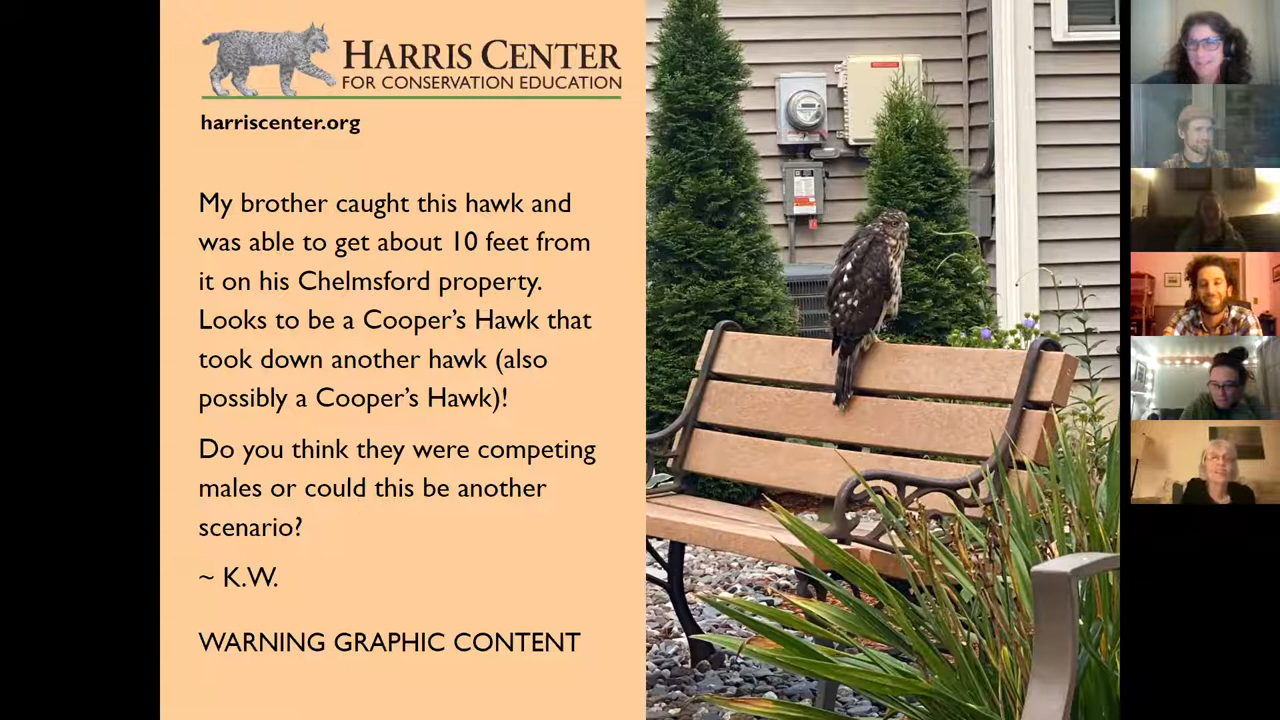 HARRIS CENTER
FOR CONSERVATION EDUCATION
harriscenter.org
My brother caught this hawk and
was able to get about 10 feet from
it on his Chelmsford property.
Looks to be a Cooper's Hawk that
took down another hawk (also
possibly a Cooper's Hawk)!
Do you think they were competing
males or could this be another
scenario?
~ K.W.
WARNING GRAPHIC CONTENT